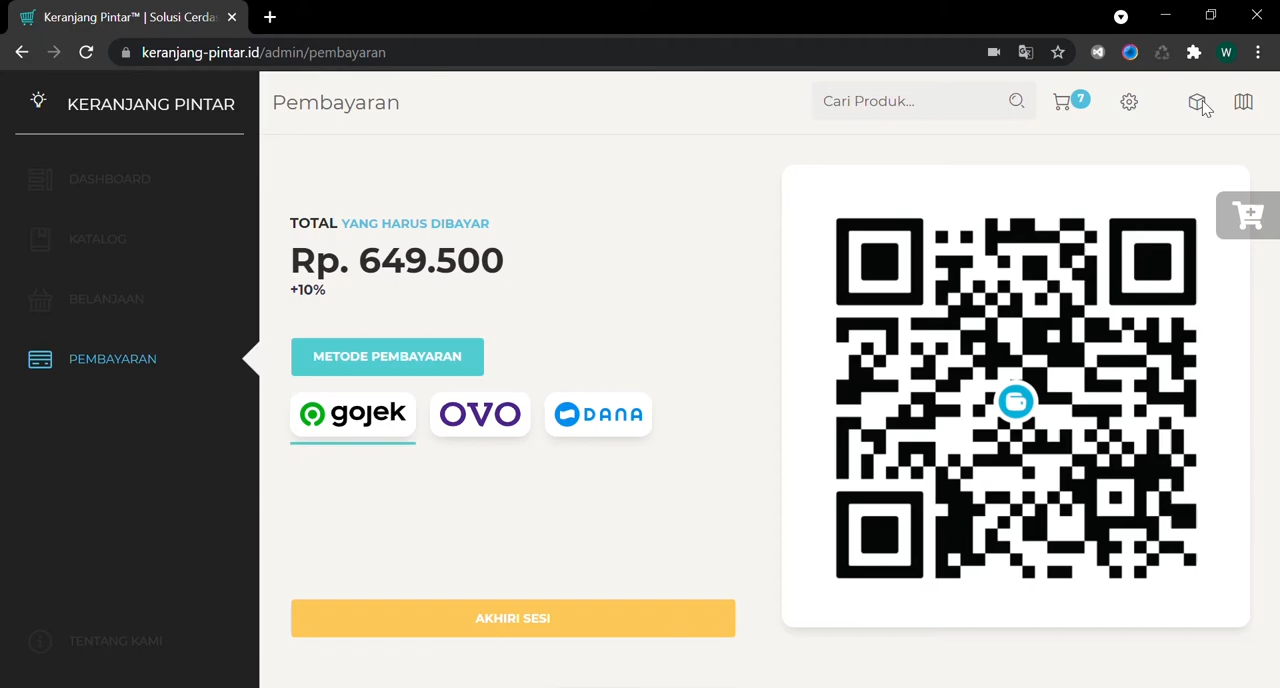 Keranjang Pintar™ | Solusi Cerdas
keranjang-pintar.id/admin/pembayaran
W
KERANJANG PINTAR
Pembayaran
Cari Produk...
7
DASHBOARD
KATALOG
BELANJAAN
PEMBAYARAN
TENTANG KAMI
TOTAL YANG HARUS DIBAYAR
Rp. 649.500
+10%
METODE PEMBAYARAN
gojek
OVO
DANA
AKHIRI SESI